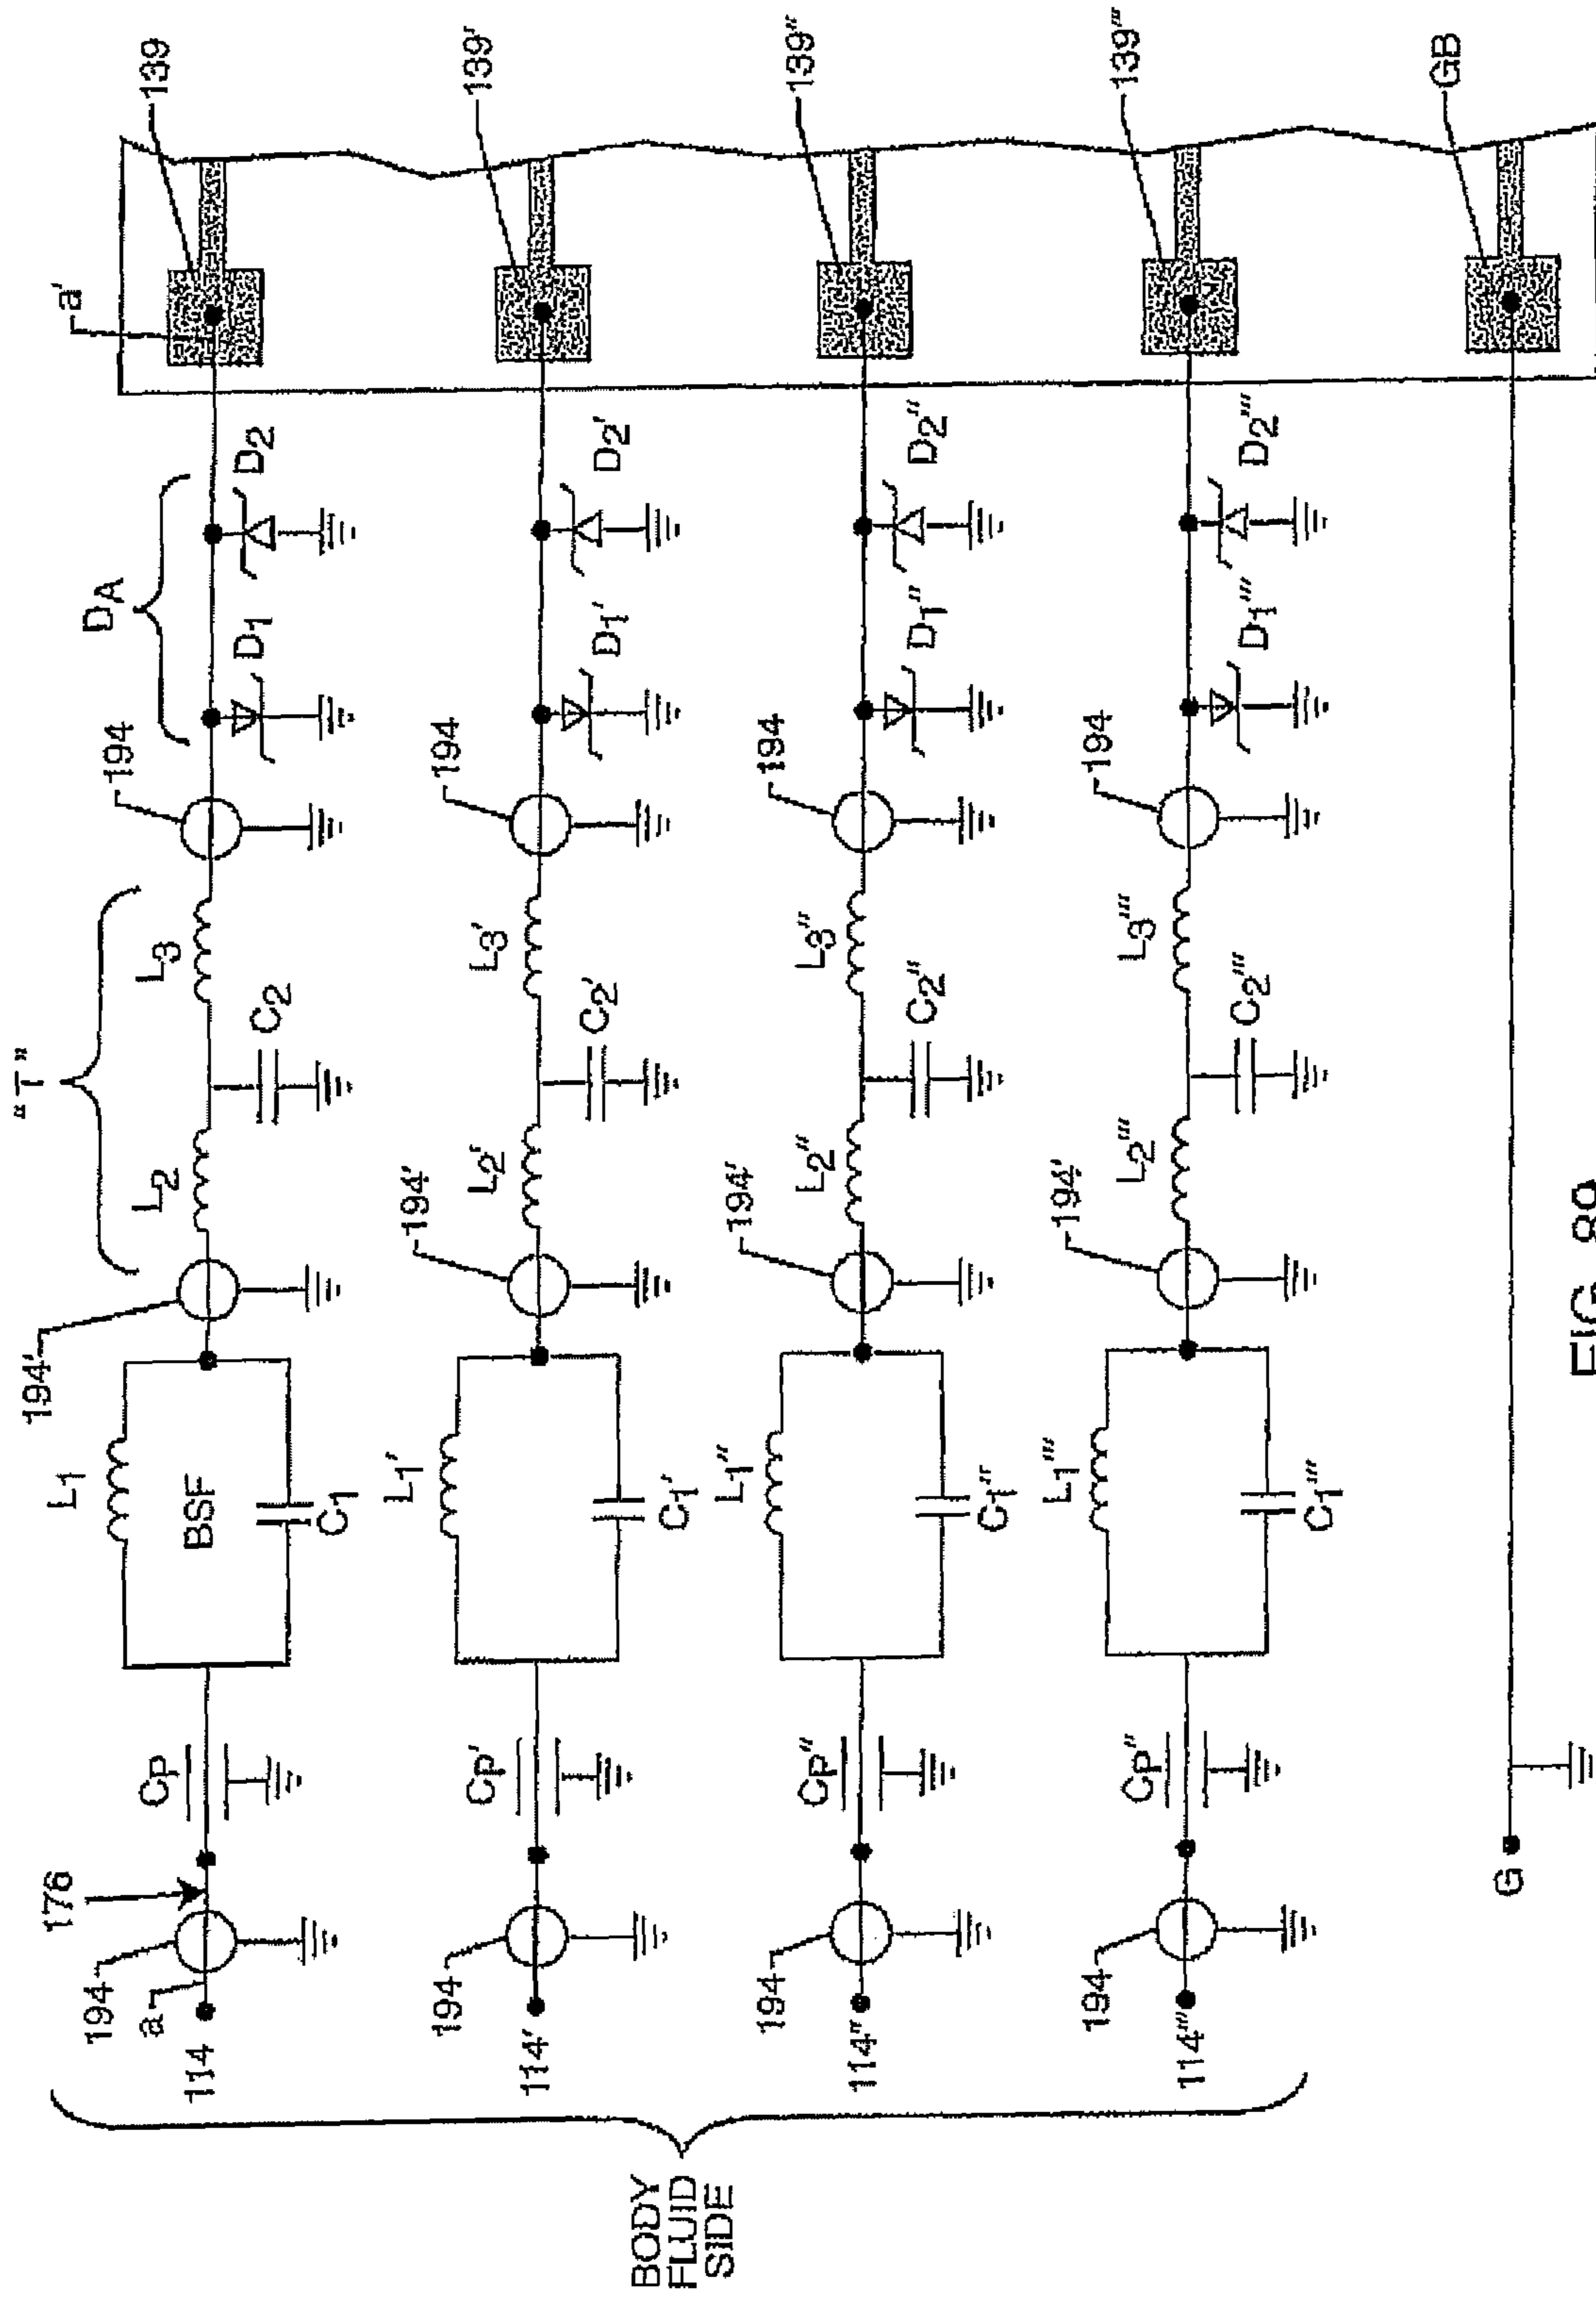 "T"
DA
a'
139
194
a
176
CP
L1
BSF
C1
194'
L2
C2
L3
194
D1
D2
114
139'
194
CP'
L1'
C1'
194'
L2'
C2'
L3'
194
D1'
D2'
114'
139"
194
CP"
L1"
C1"
194'
L2"
C2"
L3"
194
D1"
D2"
114"
139"'
194
CP"
L1"'
C1"'
194'
L2"'
C2"'
L3"'
194
D1"'
D2"'
114"'
GB
G
BODY
FLUID
SIDE
FIG. 89